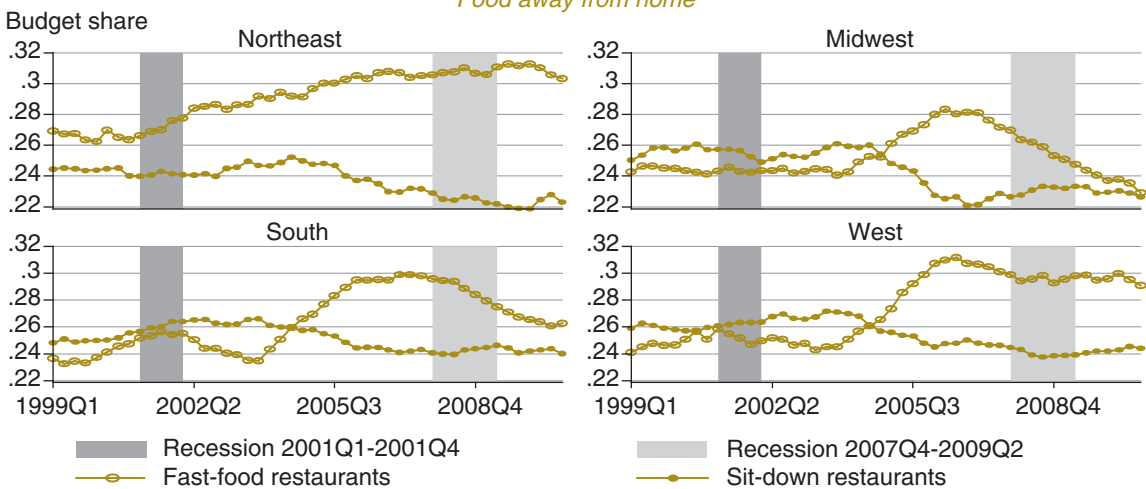 Food away from home
Budget share
Northeast
.32
.3
.28
.26
.24
.22
Midwest
.32
.3
.28
.26
.24
.22
South
.32
.3
.28
.26
.24
.22
1999Q1 2002Q2 2005Q3 2008Q4
West
.32
.3
.28
.26
.24
.22
1999Q1 2002Q2 2005Q3 2008Q4
Recession 2001Q1-2001Q4
Recession 2007Q4-2009Q2
Fast-food restaurants
Sit-down restaurants